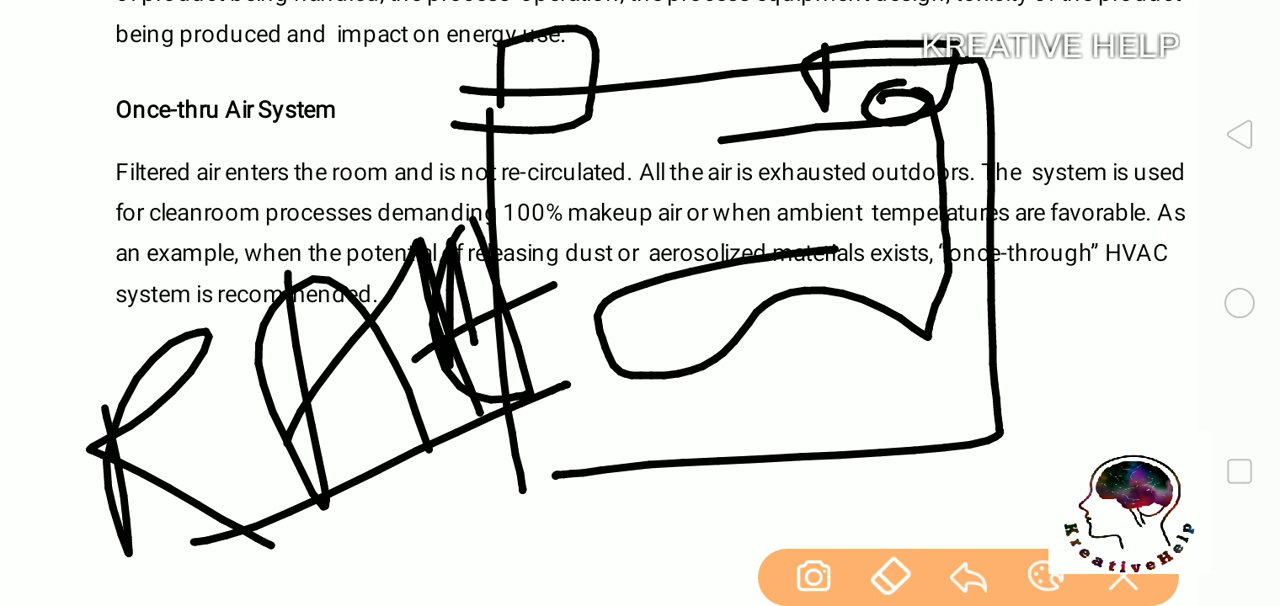 being produced and impact on energy use.
KREATIVE HELP
Once-thru Air System
Filtered air enters the room and is not re-circulated. All the air is exhausted outdoors. The system is used
for cleanroom processes demanding 100% makeup air or when ambient temperatures are favorable. As
an example, when the potential of releasing dust or aerosolized materials exists, "once-through” HVAC
system is recommended.
KreativeHelp